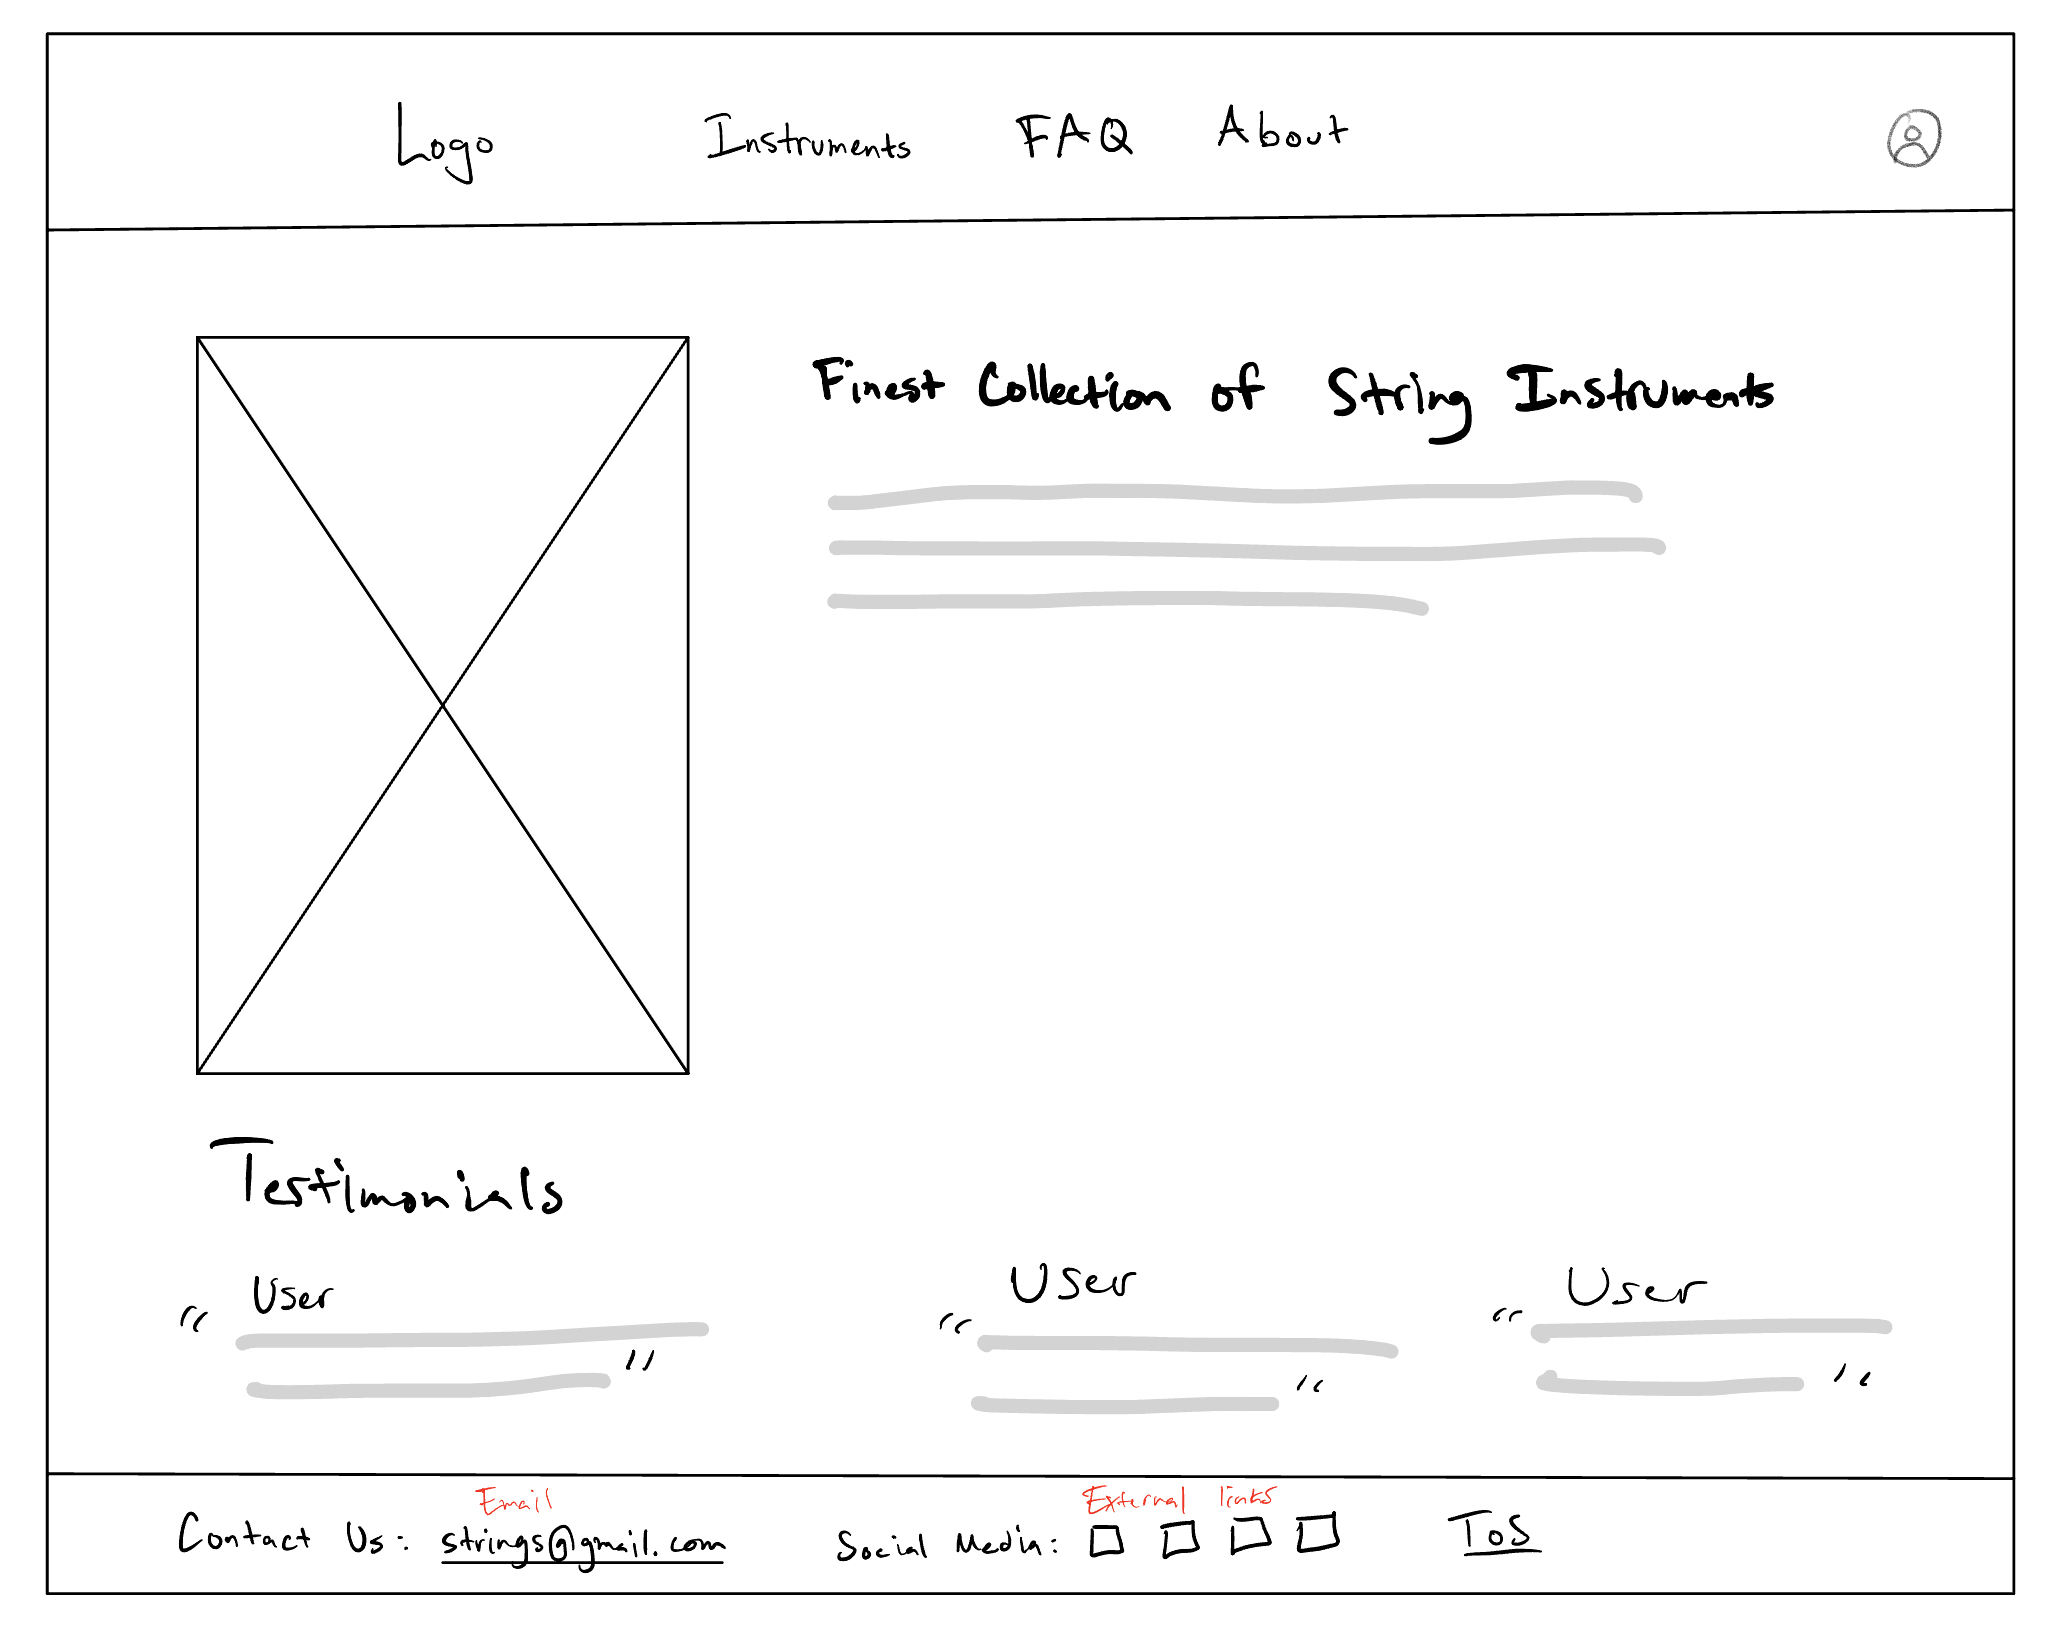 Logo Instruments FAQ About
Finest Collection of String Instruments
Testimonials
" User "
" User "
" User "
Email
Contact Us: strings@gmail.com
External links
Social Media:
ToS